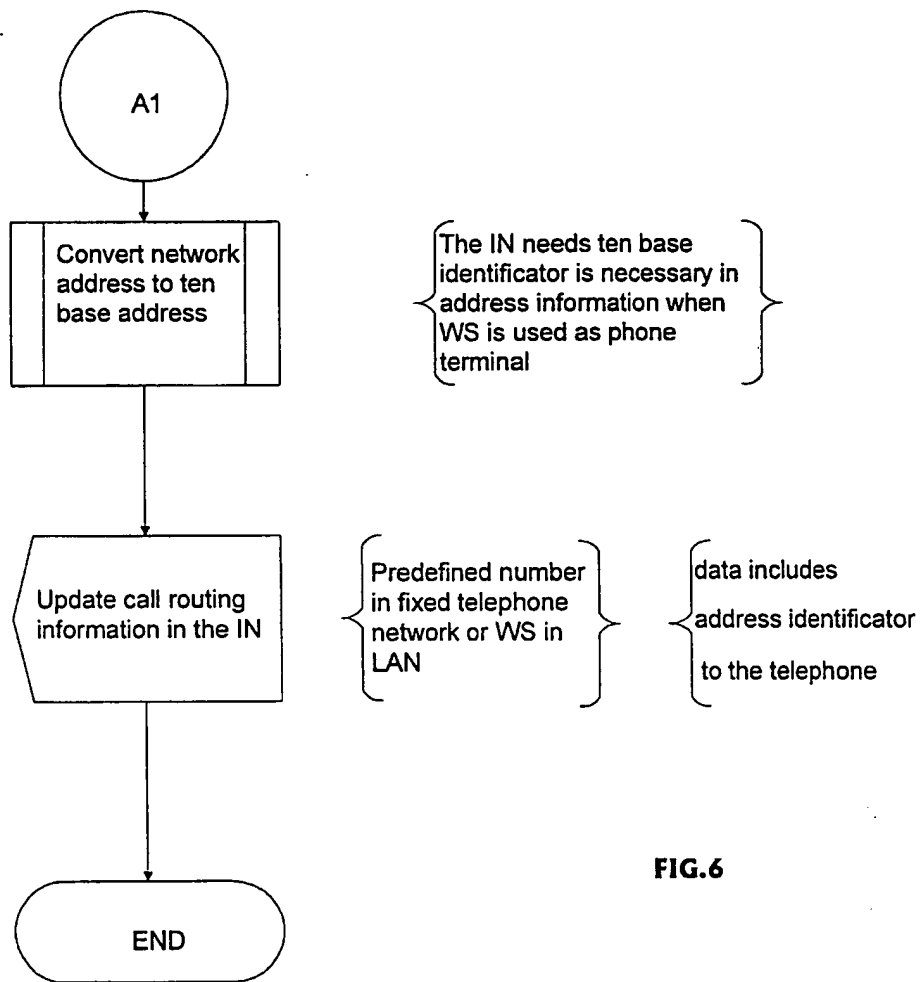 A1
Convert network
address to ten
base address
The IN needs ten base
identificator is necessary in
address information when
WS is used as phone
terminal
Update call routing
information in the IN
Predefined number
in fixed telephone
network or WS in
LAN
data includes
address identificator
to the telephone
FIG.6
END